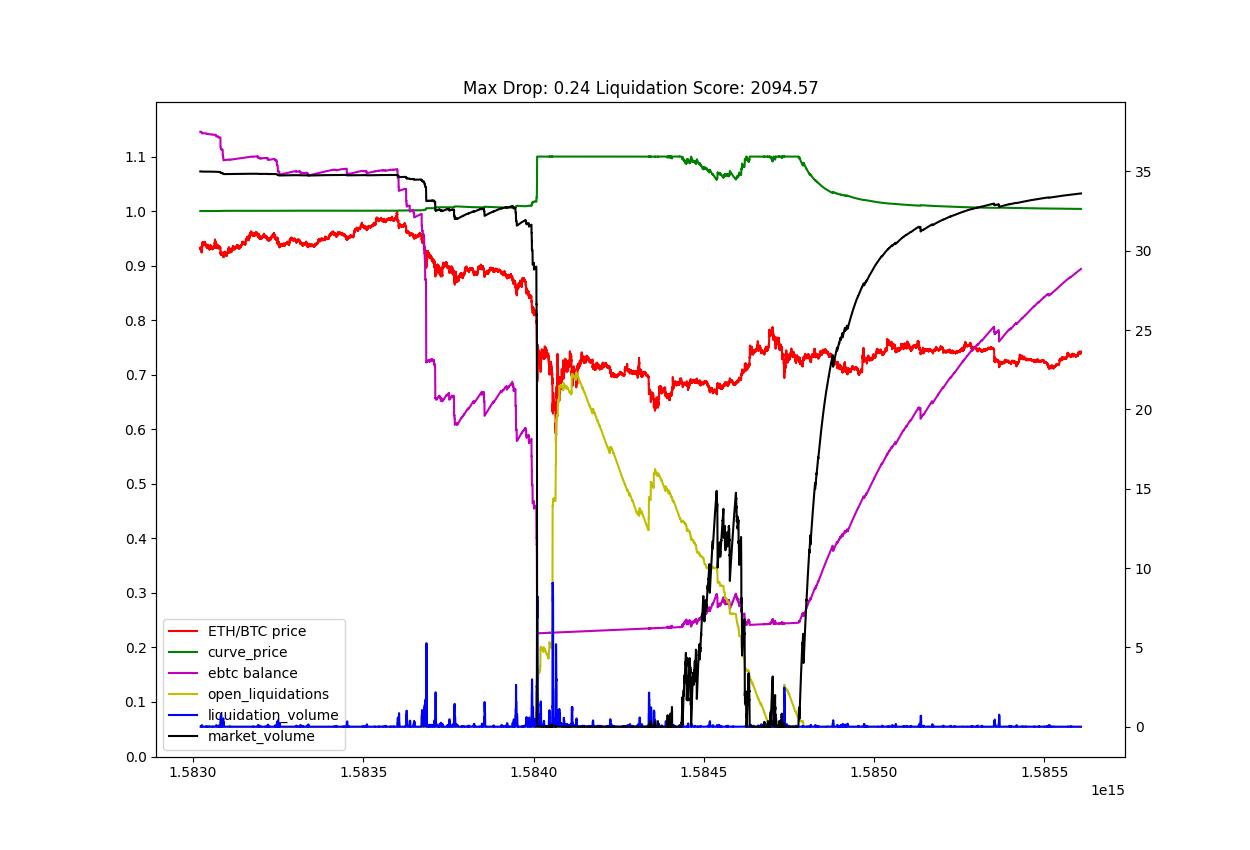 Max Drop: 0.24 Liquidation Score: 2094.57
1.1
1.0
0.9
0.8
0.7
0.6
0.5
0.4
0.3
0.2
0.1
0.0
35
30
25
20
15
10
5
0
ETH/BTC price
curve_price
ebtc balance
open_liquidations
liquidation_volume
market_volume
1.5830 1.5835 1.5840 1.5845 1.5850 1.5855
1e15